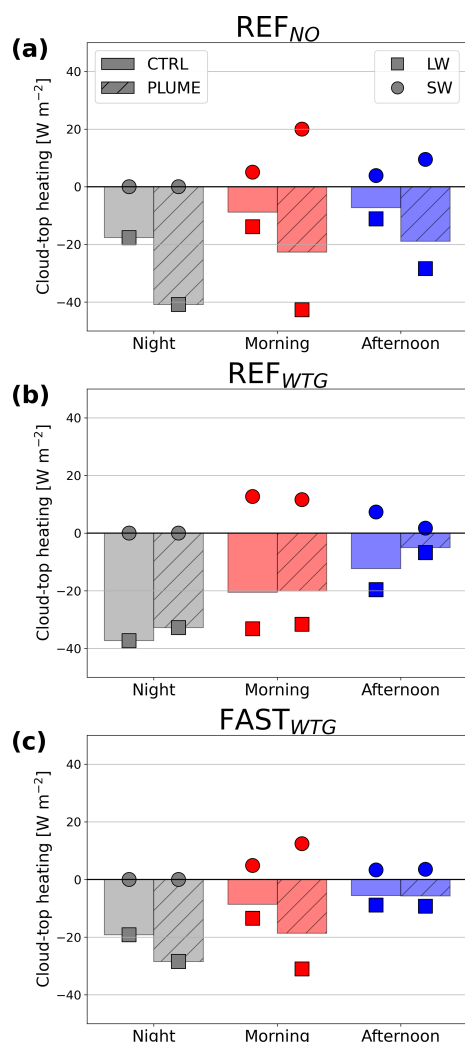 (a)
REF_NO
CTRL
PLUME
LW
SW
Cloud-top heating [W m⁻²]
40
20
0
−20
−40
Night Morning Afternoon
(b)
REF_WTG
Cloud-top heating [W m⁻²]
40
20
0
−20
−40
Night Morning Afternoon
(c)
FAST_WTG
Cloud-top heating [W m⁻²]
40
20
0
−20
−40
Night Morning Afternoon